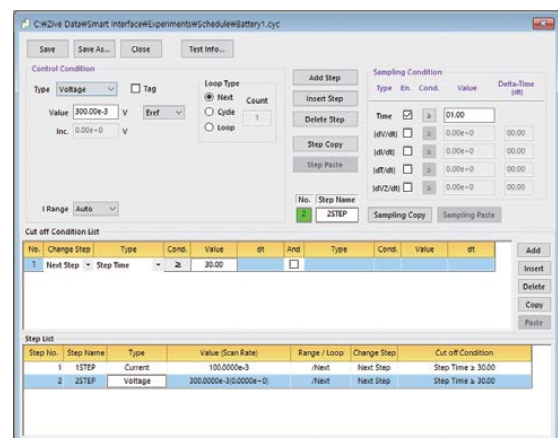 C:₩Zive Data₩Smart Interface₩Experiments₩Schedule₩Battery1.cyc
Save Save As... Close Test Info...
Control Condition
Type Voltage Tag
Value 300.00e-3 V Eref
Inc. 0.00e+0 V
Loop Type
Next Count
Cycle 1
Loop
I Range Auto
Add Step
Insert Step
Delete Step
Step Copy
Step Paste
No. Step Name
2 2STEP
Sampling Condition
Type En. Cond. Value Delta-Time (dt)
Time ≥ 01.00
|dV/dt| ≥ 0.00e+0 00.00
|dI/dt| ≥ 0.00e+0 00.00
|dT/dt| ≥ 0.00e+0 00.00
|dV2/dt| ≥ 0.00e+0 00.00
Sampling Copy Sampling Paste
Cut off Condition List
No. Change Step Type Cond. Value dt And Type Cond. Value dt
1 Next Step Step Time ≥ 30.00
Add
Insert
Delete
Copy
Paste
Step List
Step No. Step Name Type Value (Scan Rate) Range / Loop Change Step Cut off Condition
1 1STEP Current 100.0000e-3 /Next Next Step Step Time ≥ 30.00
2 2STEP Voltage 300.0000e-3(0.0000e+0) /Next Next Step Step Time ≥ 30.00